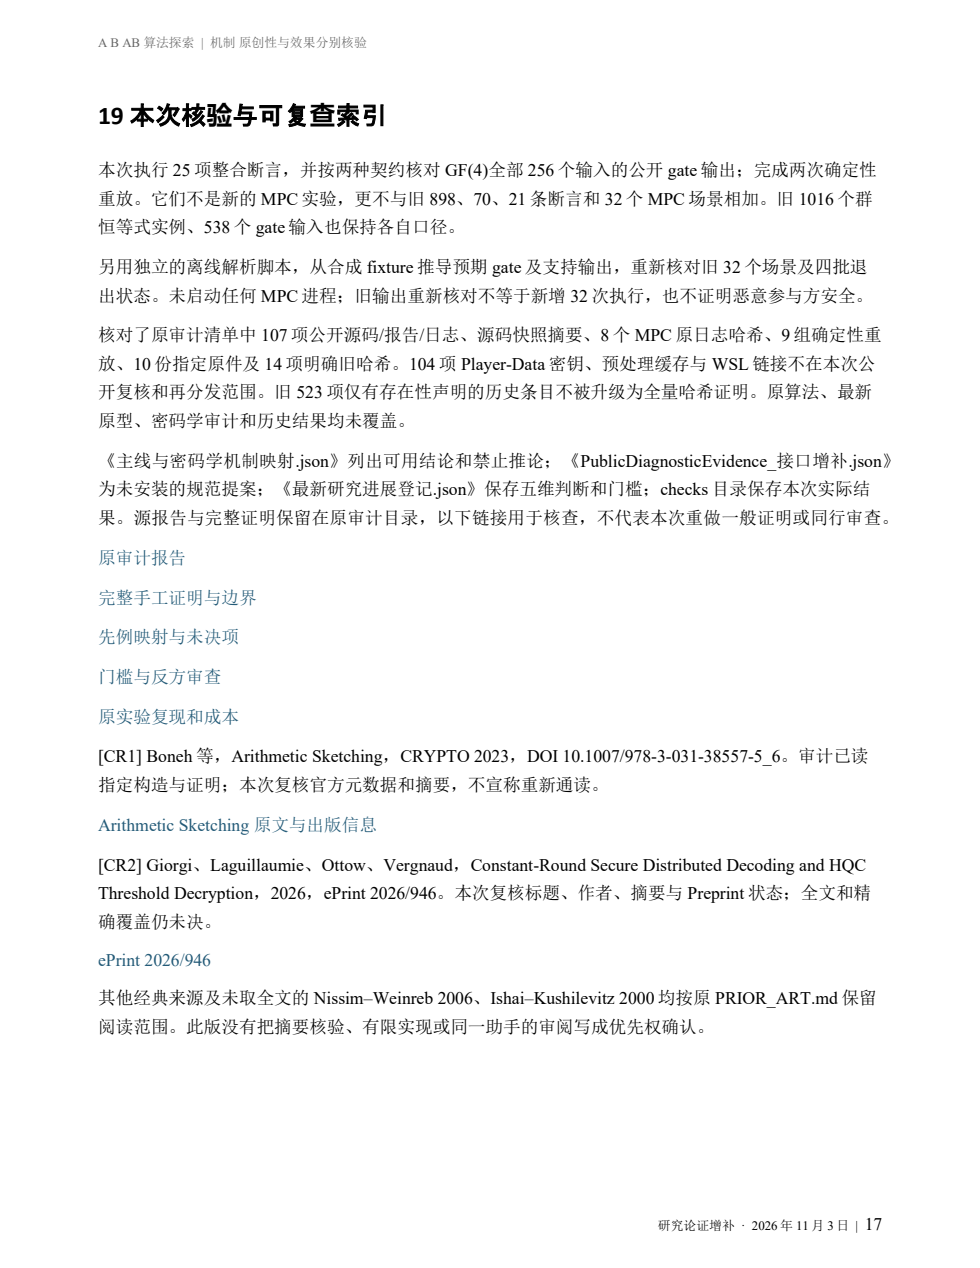 A B AB 算法探索 | 机制 原创性与效果分别核验
19 本次核验与可复查索引
本次执行 25 项整合断言，并按两种契约核对 GF(4)全部 256 个输入的公开 gate 输出；完成两次确定性
重放。它们不是新的 MPC 实验，更不与旧 898、70、21 条断言和 32 个 MPC 场景相加。旧 1016 个群
恒等式实例、538 个 gate 输入也保持各自口径。
另用独立的离线解析脚本，从合成 fixture 推导预期 gate 及支持输出，重新核对旧 32 个场景及四批退
出状态。未启动任何 MPC 进程；旧输出重新核对不等于新增 32 次执行，也不证明恶意参与方安全。
核对了原审计清单中 107 项公开源码/报告/日志、源码快照摘要、8 个 MPC 原日志哈希、9 组确定性重
放、10 份指定原件及 14 项明确旧哈希。104 项 Player-Data 密钥、预处理缓存与 WSL 链接不在本次公
开复核和再分发范围。旧 523 项仅有存在性声明的历史条目不被升级为全量哈希证明。原算法、最新
原型、密码学审计和历史结果均未覆盖。
《主线与密码学机制映射.json》列出可用结论和禁止推论；《PublicDiagnosticEvidence_接口增补.json》
为未安装的规范提案；《最新研究进展登记.json》保存五维判断和门槛；checks 目录保存本次实际结
果。源报告与完整证明保留在原审计目录，以下链接用于核查，不代表本次重做一般证明或同行审查。
原审计报告
完整手工证明与边界
先例映射与未决项
门槛与反方审查
原实验复现和成本
[CR1] Boneh 等，Arithmetic Sketching，CRYPTO 2023，DOI 10.1007/978-3-031-38557-5_6。审计已读
指定构造与证明；本次复核官方元数据和摘要，不宣称重新通读。
Arithmetic Sketching 原文与出版信息
[CR2] Giorgi、Laguillaumie、Ottow、Vergnaud，Constant-Round Secure Distributed Decoding and HQC
Threshold Decryption，2026，ePrint 2026/946。本次复核标题、作者、摘要与 Preprint 状态；全文和精
确覆盖仍未决。
ePrint 2026/946
其他经典来源及未取全文的 Nissim–Weinreb 2006、Ishai–Kushilevitz 2000 均按原 PRIOR_ART.md 保留
阅读范围。此版没有把摘要核验、有限实现或同一助手的审阅写成优先权确认。
研究论证增补 · 2026 年 11 月 3 日 | 17